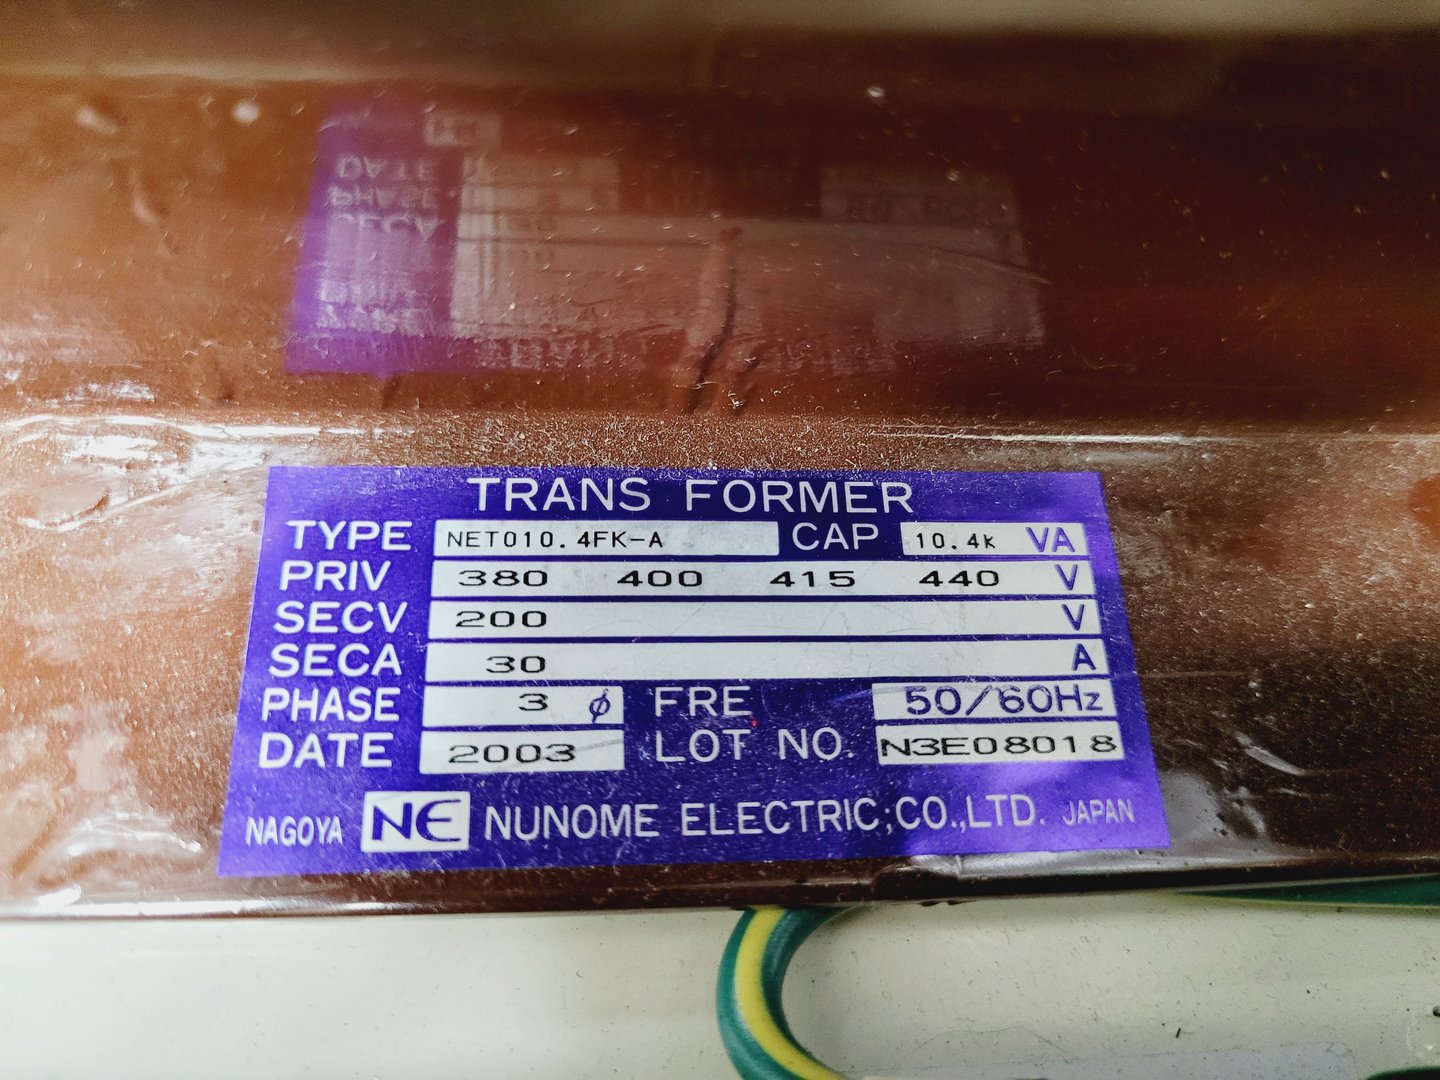 TRANS FORMER
TYPE NET010.4FK-A CAP 10.4k VA
PRIV 380 400 415 440 V
SECV 200 V
SECA 30 A
PHASE 3 ϕ FRE 50/60Hz
DATE 2003 LOT NO. N3E08018
NAGOYA NE NUNOME ELECTRIC;CO.,LTD. JAPAN